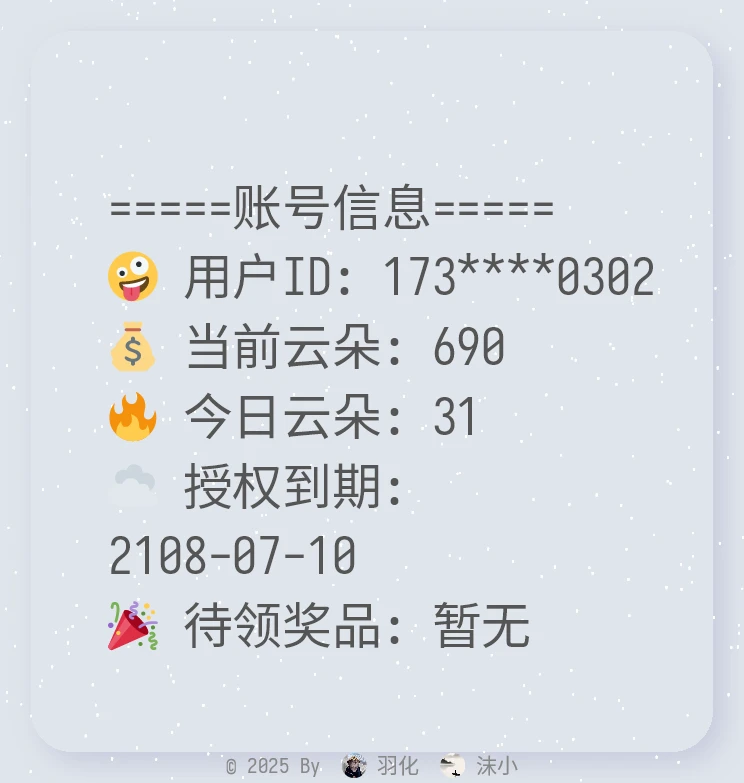 =====账号信息=====
🤪 用户ID: 173****0302
💰 当前云朵: 690
🔥 今日云朵: 31
☁️ 授权到期:
2108-07-10
🎉 待领奖品: 暂无
© 2025 By 羽化 沫小